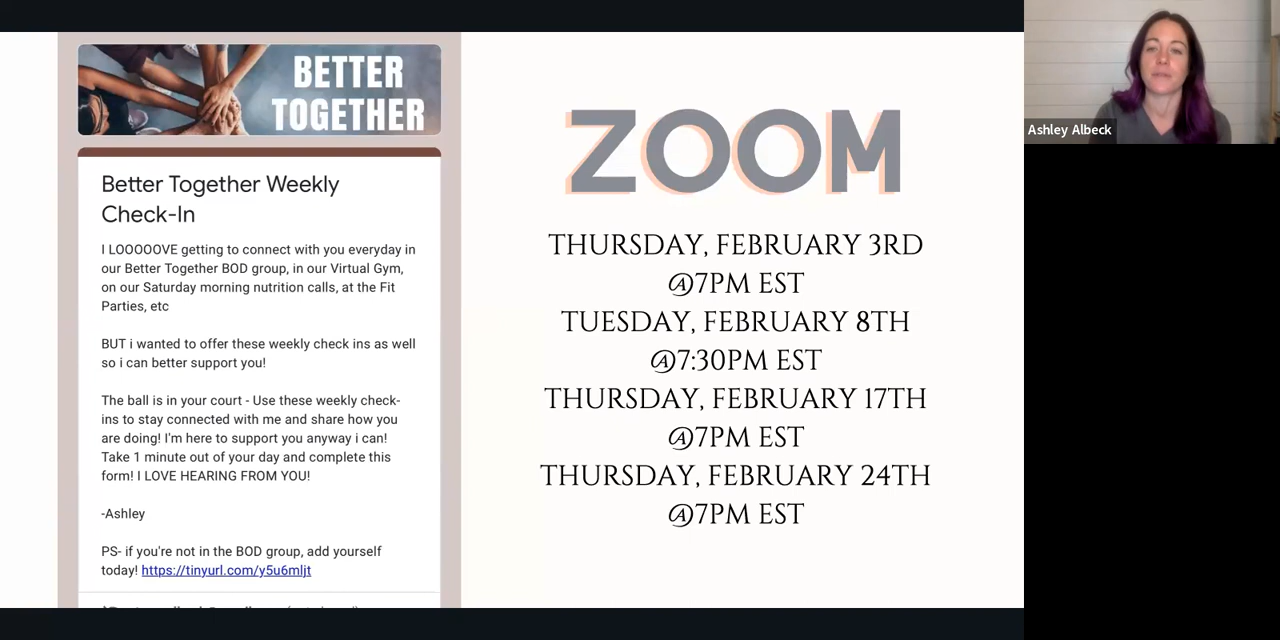 BETTER
TOGETHER
Better Together Weekly
Check-In
I LOOOOOVE getting to connect with you everyday in
our Better Together BOD group, in our Virtual Gym,
on our Saturday morning nutrition calls, at the Fit
Parties, etc
BUT i wanted to offer these weekly check ins as well
so i can better support you!
The ball is in your court - Use these weekly check-
ins to stay connected with me and share how you
are doing! I'm here to support you anyway i can!
Take 1 minute out of your day and complete this
form! I LOVE HEARING FROM YOU!
-Ashley
PS- if you're not in the BOD group, add yourself
today! https://tinyurl.com/y5u6mljt
ZOOM
THURSDAY, FEBRUARY 3RD
@7PM EST
TUESDAY, FEBRUARY 8TH
@7:30PM EST
THURSDAY, FEBRUARY 17TH
@7PM EST
THURSDAY, FEBRUARY 24TH
@7PM EST
Ashley Albeck